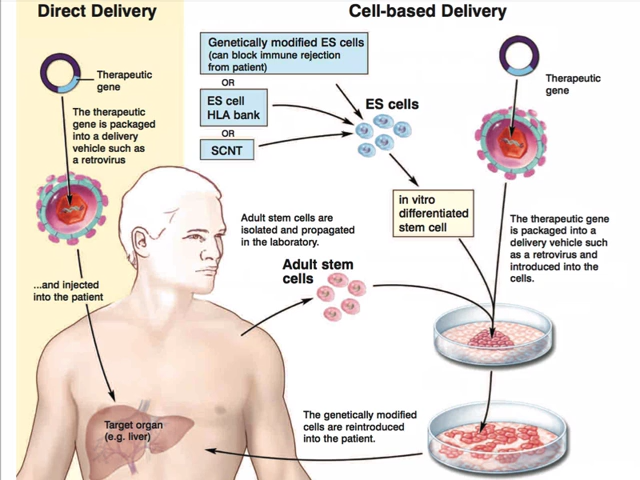 Direct Delivery
Therapeutic
gene
The therapeutic
gene is packaged
into a delivery
vehicle such as
a retrovirus
...and injected
into the patient
Target organ
(e.g. liver)
Cell-based Delivery
Genetically modified ES cells
(can block immune rejection
from patient)
OR
ES cell
HLA bank
OR
SCNT
ES cells
in vitro
differentiated
stem cell
Adult stem cells are
isolated and propagated
in the laboratory.
Adult stem
cells
Therapeutic
gene
The therapeutic gene
is packaged into a
delivery vehicle such
as a retrovirus and
introduced into the
cells.
The genetically modified
cells are reintroduced
into the patient.